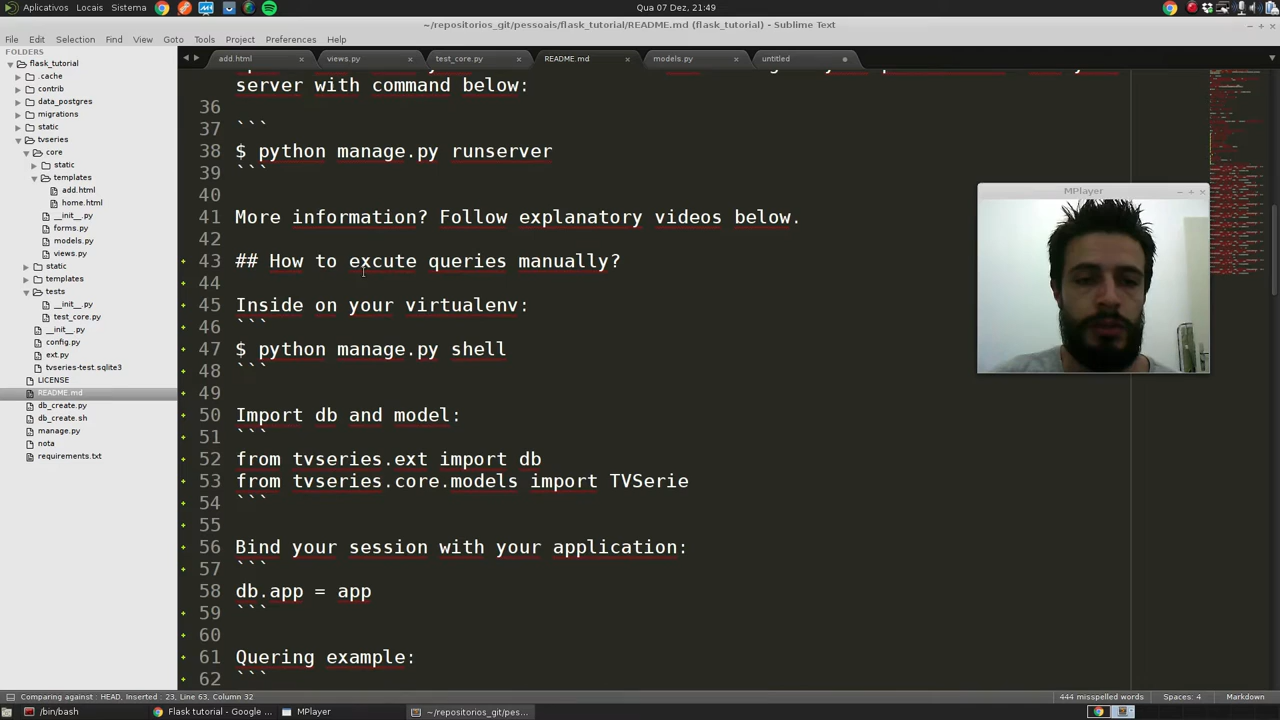 Aplicativos Locais Sistema Qua 07 Dez, 21:49
~/repositorios_git/pessoais/flask_tutorial/README.md (flask_tutorial) - Sublime Text
File Edit Selection Find View Goto Tools Project Preferences Help
FOLDERS
flask_tutorial
.cache
contrib
data_postgres
migrations
static
tvseries
core
static
templates
add.html
home.html
__init__.py
forms.py
models.py
views.py
static
templates
tests
__init__.py
test_core.py
__init__.py
config.py
ext.py
tvseries-test.sqlite3
LICENSE
README.md
db_create.py
db_create.sh
manage.py
nota
requirements.txt
add.html views.py test_core.py README.md models.py untitled
server with command below:
36
37 ```
38 $ python manage.py runserver
39 ```
40
41 More information? Follow explanatory videos below.
42
43 ## How to excute queries manually?
44
45 Inside on your virtualenv:
46 ```
47 $ python manage.py shell
48 ```
49
50 Import db and model:
51 ```
52 from tvseries.ext import db
53 from tvseries.core.models import TVSerie
54 ```
55
56 Bind your session with your application:
57 ```
58 db.app = app
59 ```
60
61 Quering example:
62 ```
MPlayer
Comparing against : HEAD, Inserted : 23, Line 63, Column 32 444 misspelled words Spaces: 4 Markdown
/bin/bash Flask tutorial - Google ... MPlayer ~/repositorios_git/pes...